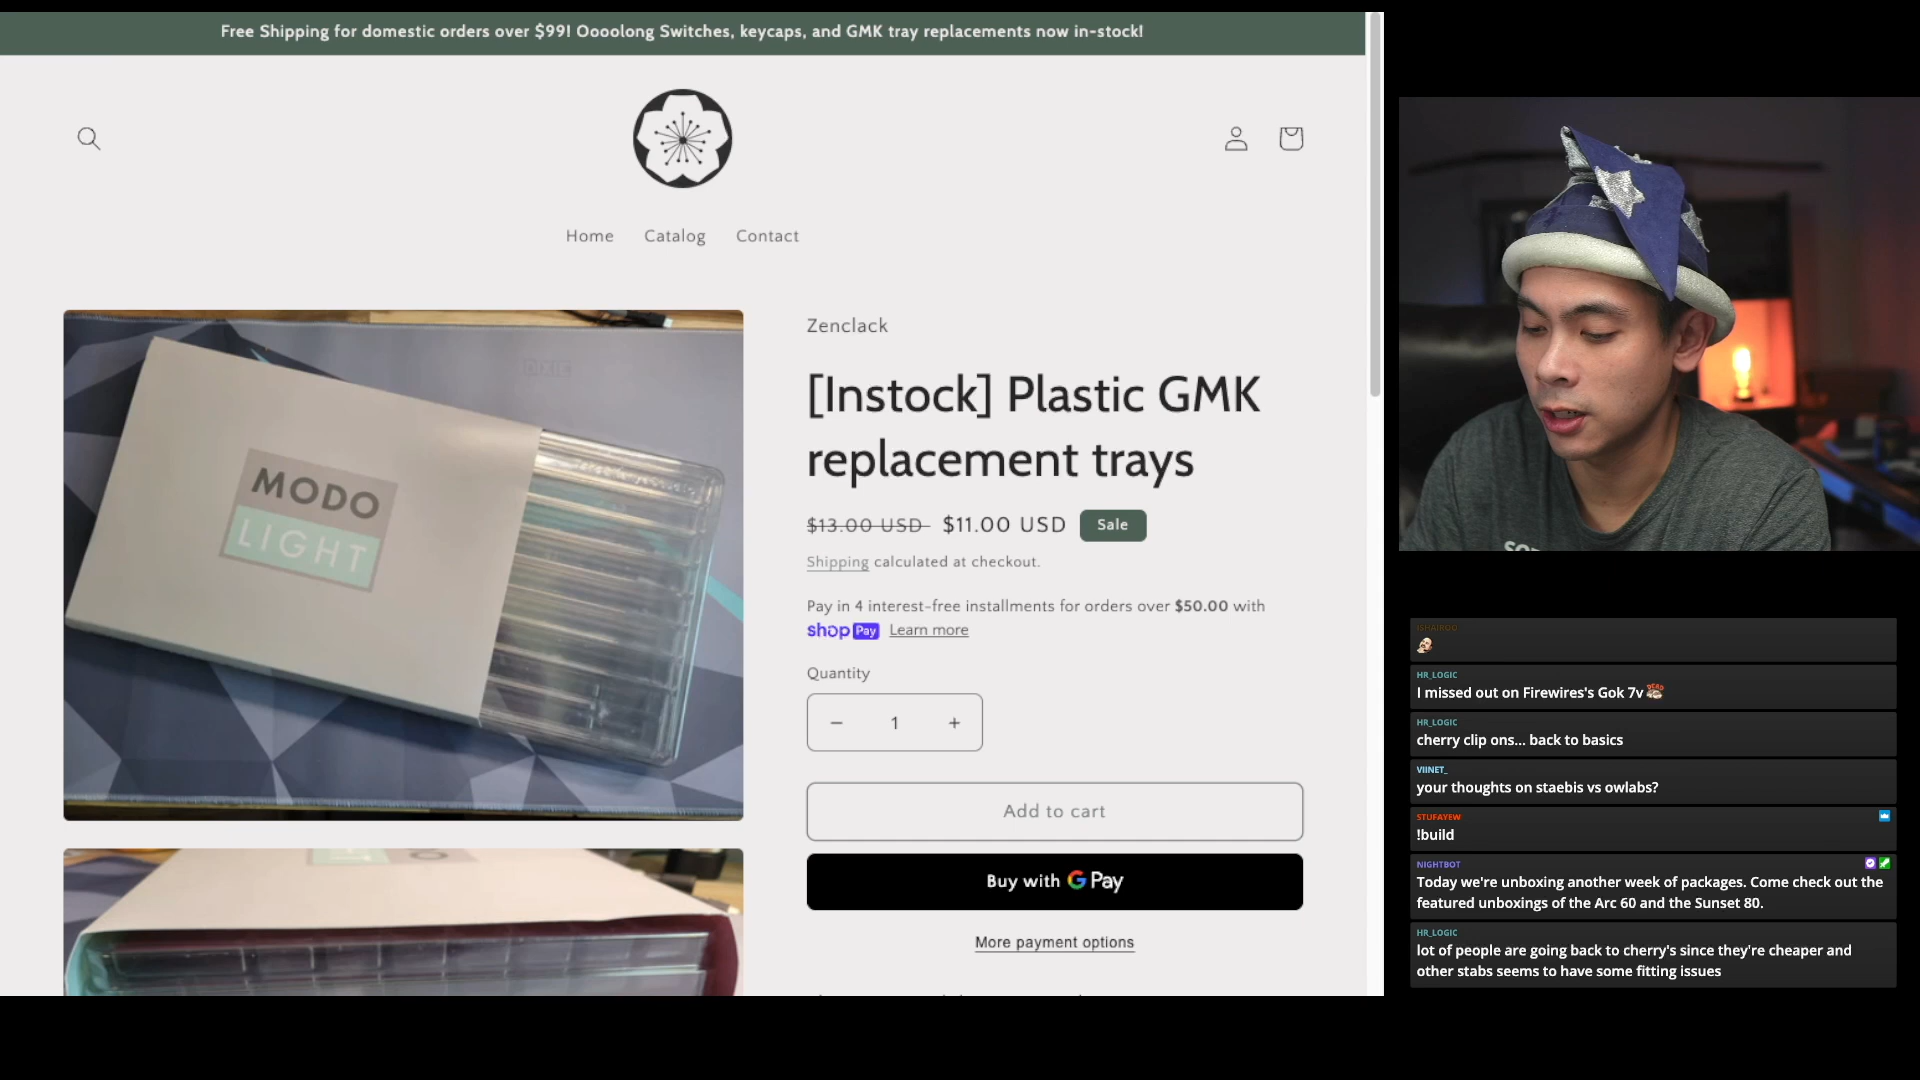 Free Shipping for domestic orders over $99! Oooolong Switches, keycaps, and GMK tray replacements now in-stock!
Home Catalog Contact
MODO
LIGHT
Zenclack
[Instock] Plastic GMK
replacement trays
$13.00 USD $11.00 USD Sale
Shipping calculated at checkout.
Pay in 4 interest-free installments for orders over $50.00 with
shop Pay Learn more
Quantity
− 1 +
Add to cart
Buy with G Pay
More payment options
HR_LOGIC
I missed out on Firewires's Gok 7v
HR_LOGIC
cherry clip ons... back to basics
VIINET_
your thoughts on staebis vs owlabs?
STUFAYEW
!build
NIGHTBOT
Today we're unboxing another week of packages. Come check out the
featured unboxings of the Arc 60 and the Sunset 80.
HR_LOGIC
lot of people are going back to cherry's since they're cheaper and
other stabs seems to have some fitting issues